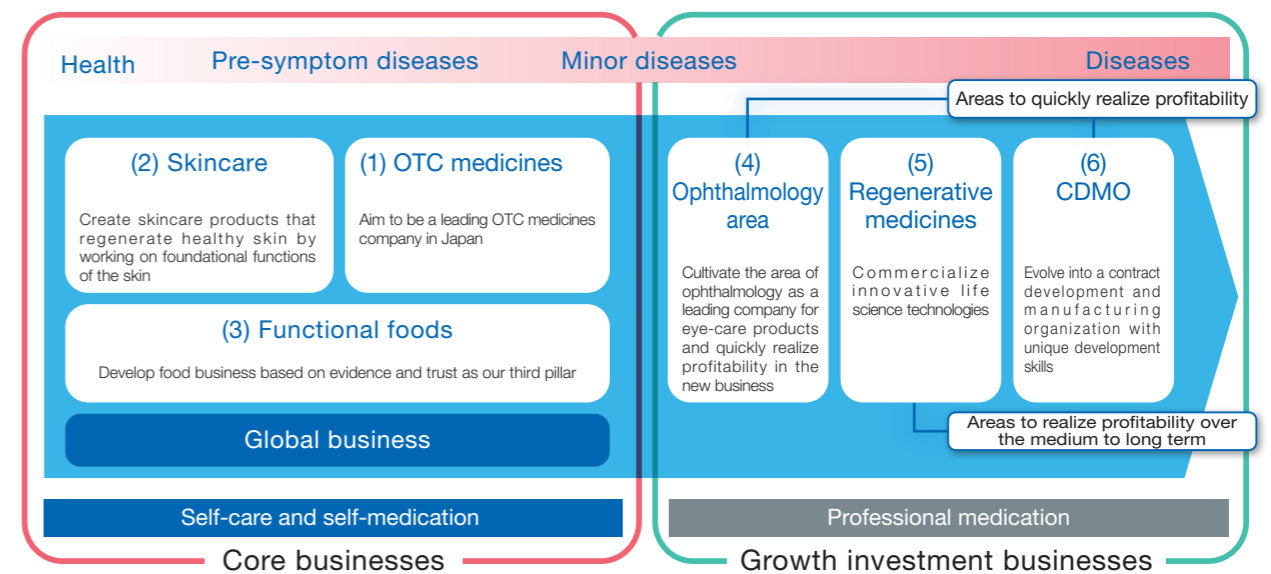 Health
Pre-symptom diseases
Minor diseases
Diseases
Areas to quickly realize profitability
(2) Skincare
Create skincare products that
regenerate healthy skin by
working on foundational functions
of the skin
(1) OTC medicines
Aim to be a leading OTC medicines
company in Japan
(3) Functional foods
Develop food business based on evidence and trust as our third pillar
Global business
(4)
Ophthalmology
area
Cultivate the area of
ophthalmology as a
leading company for
eye-care products
and quickly realize
profitability in the
new business
(5)
Regenerative
medicines
Commercialize
innovative life
science technologies
(6)
CDMO
Evolve into a contract
development and
manufacturing
organization with
unique development
skills
Areas to realize profitability over
the medium to long term
Self-care and self-medication
Professional medication
Core businesses
Growth investment businesses